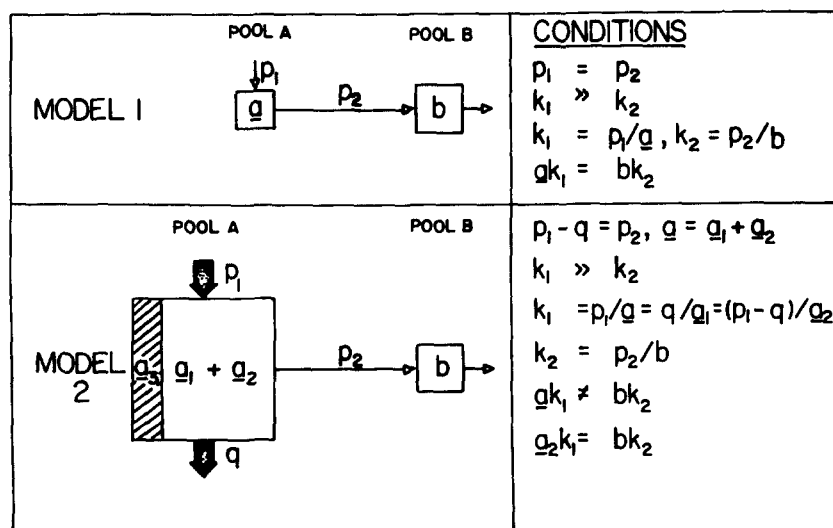 POOL A POOL B
p₁
MODEL 1 a p₂ b
CONDITIONS
p₁ = p₂
k₁ » k₂
k₁ = p₁/a , k₂ = p₂/b
ak₁ = bk₂
POOL A POOL B
p₁
MODEL 2 a₃ a₁ + a₂ p₂ b
q
p₁ - q = p₂, a = a₁ + a₂
k₁ » k₂
k₁ = p₁/a = q/a₁ = (p₁-q)/a₂
k₂ = p₂/b
ak₁ ≠ bk₂
a₂k₁ = bk₂